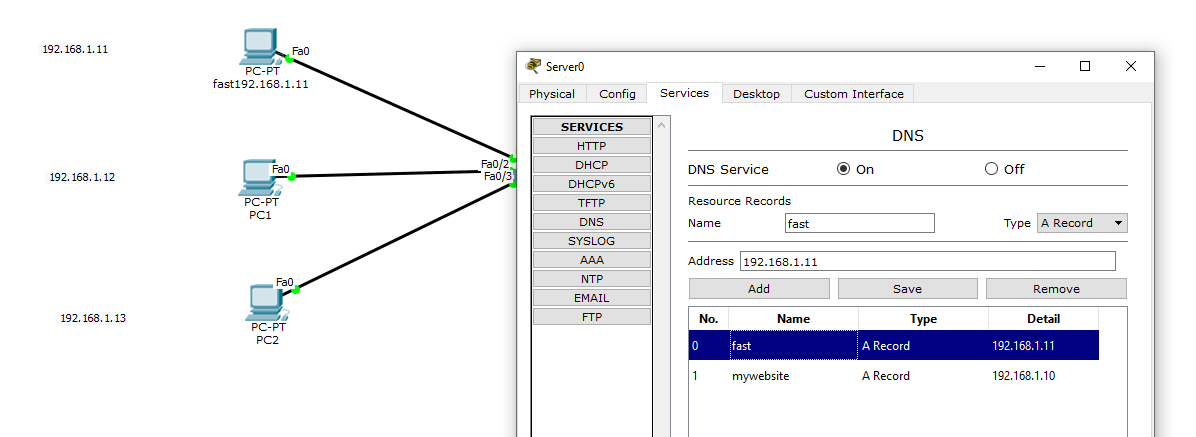 192.168.1.11
Fa0
PC-PT
fast192.168.1.11
192.168.1.12
Fa0
PC-PT
PC1
Fa0/2
Fa0/3
192.168.1.13
Fa0
PC-PT
PC2
Server0
Physical Config Services Desktop Custom Interface
SERVICES
HTTP
DHCP
DHCPv6
TFTP
DNS
SYSLOG
AAA
NTP
EMAIL
FTP
DNS
DNS Service On Off
Resource Records
Name fast Type A Record
Address 192.168.1.11
Add Save Remove
No. Name Type Detail
0 fast A Record 192.168.1.11
1 mywebsite A Record 192.168.1.10